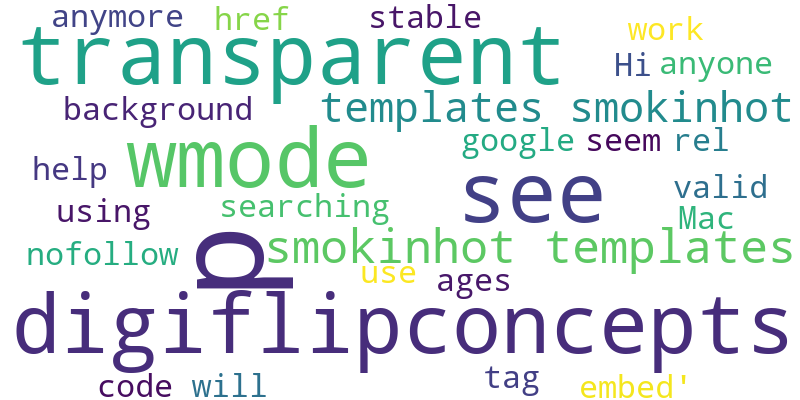 anymore href stable
transparent work
Hi anyone
background templates smokinhot
wmode google seem rel
help see valid
using searching Mac
nofollow p smokinhot templates
use ages
digiflipconcepts
code will tag embed'